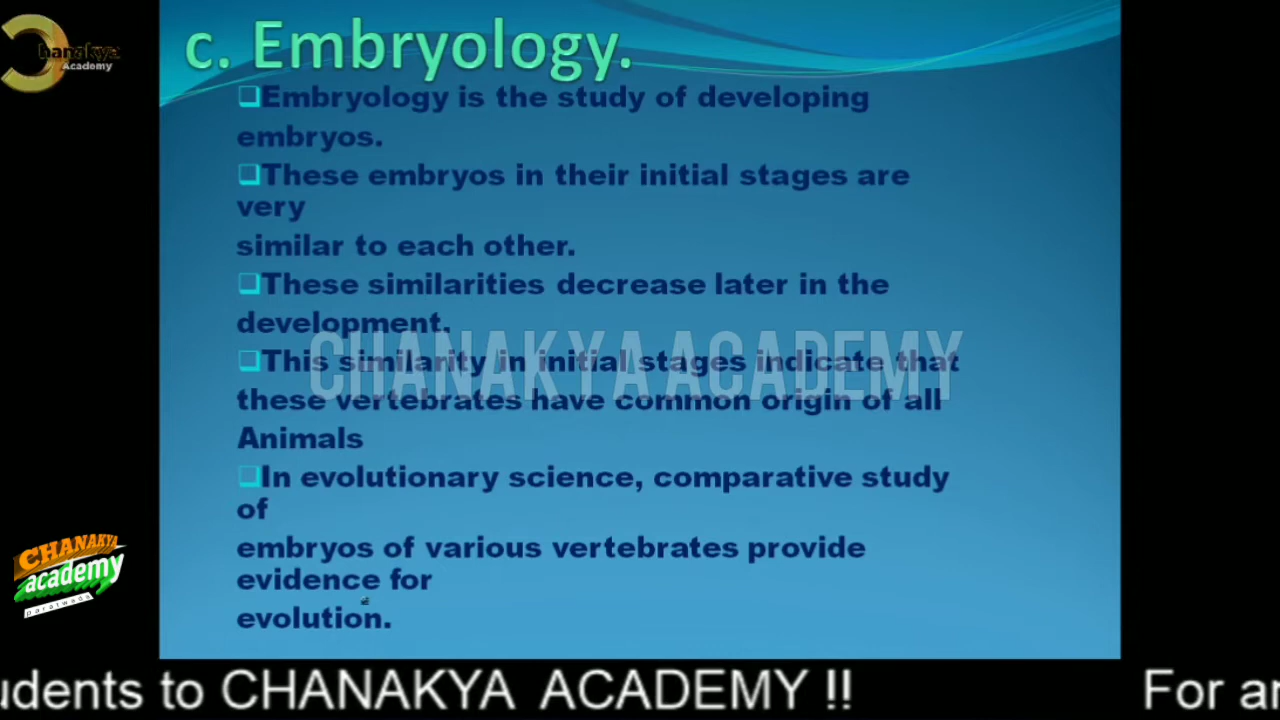 c. Embryology.
Chanakya
Academy
❑Embryology is the study of developing
embryos.
❑These embryos in their initial stages are
very
similar to each other.
❑These similarities decrease later in the
development.
CHANAKYA ACADEMY
❑This similarity in initial stages indicate that
these vertebrates have common origin of all
Animals
❑In evolutionary science, comparative study
of
embryos of various vertebrates provide
evidence for
evolution.
CHANAKYA
academy
paratwada
udents to CHANAKYA ACADEMY !! For an